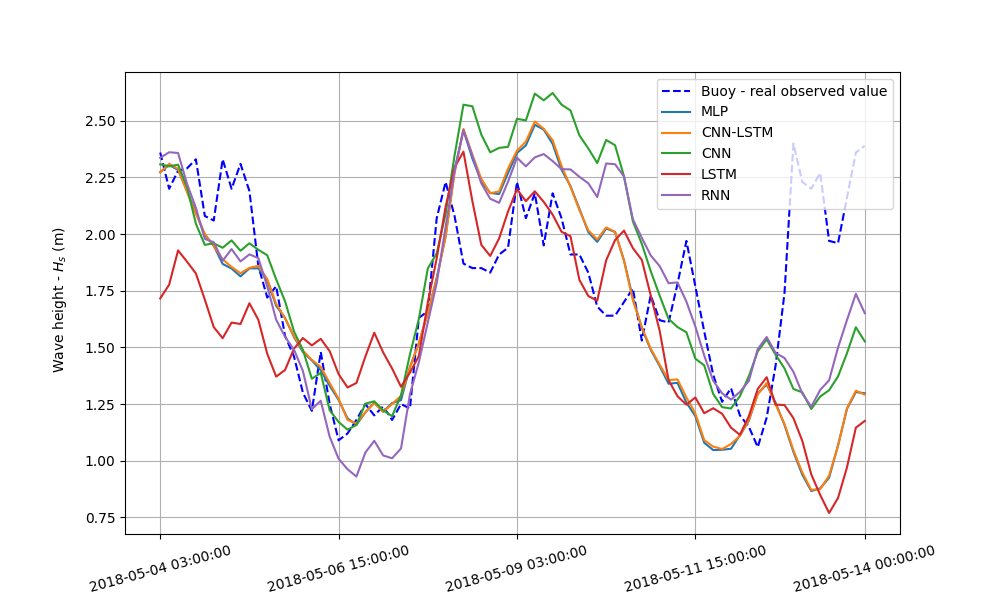 Buoy - real observed value
MLP
CNN-LSTM
CNN
LSTM
RNN
Wave height - Hs (m)
2.50
2.25
2.00
1.75
1.50
1.25
1.00
0.75
2018-05-04 03:00:00
2018-05-06 15:00:00
2018-05-09 03:00:00
2018-05-11 15:00:00
2018-05-14 00:00:00